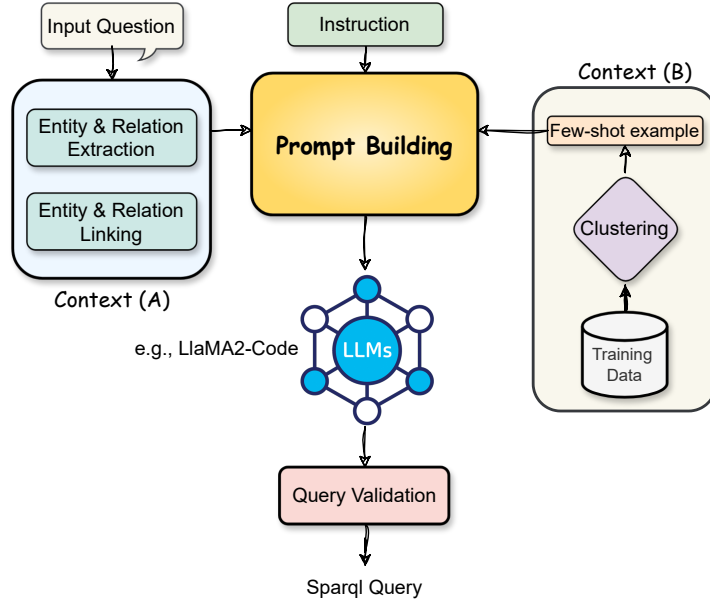 Input Question
Instruction
Context (B)
Entity & Relation
Extraction
Prompt Building
Few-shot example
Entity & Relation
Linking
Clustering
Context (A)
e.g., LlaMA2-Code
LLMs
Training
Data
Query Validation
Sparql Query